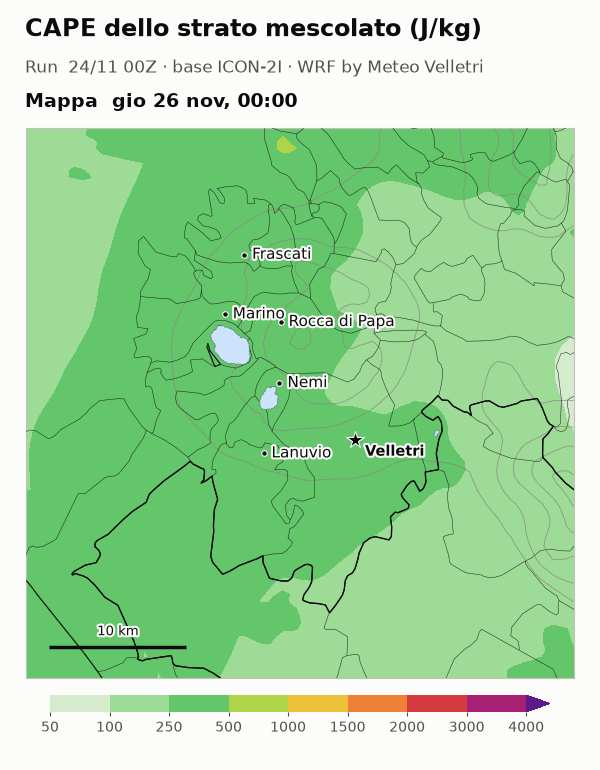 CAPE dello strato mescolato (J/kg)
Run  24/11 00Z · base ICON-2I · WRF by Meteo Velletri
Mappa  gio 26 nov, 00:00
Frascati
Marino
Rocca di Papa
Nemi
Velletri
Lanuvio
10 km
50 100 250 500 1000 1500 2000 3000 4000